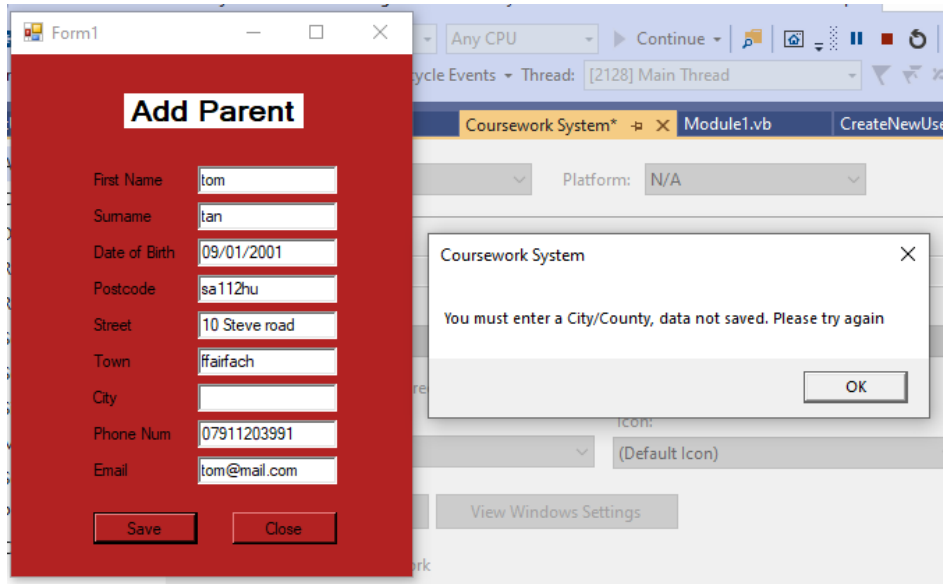 Form1
Any CPU
Continue
ycle Events
Thread:
[2128] Main Thread
Add Parent
Coursework System*
Module1.vb
CreateNewUse
First Name
tom
Platform:
N/A
Surname
tan
Date of Birth
09/01/2001
Coursework System
Postcode
sa112hu
Street
10 Steve road
You must enter a City/County, data not saved. Please try again
Town
ffairfach
City
OK
Phone Num
07911203991
Icon:
(Default Icon)
Email
tom@mail.com
Save
Close
View Windows Settings